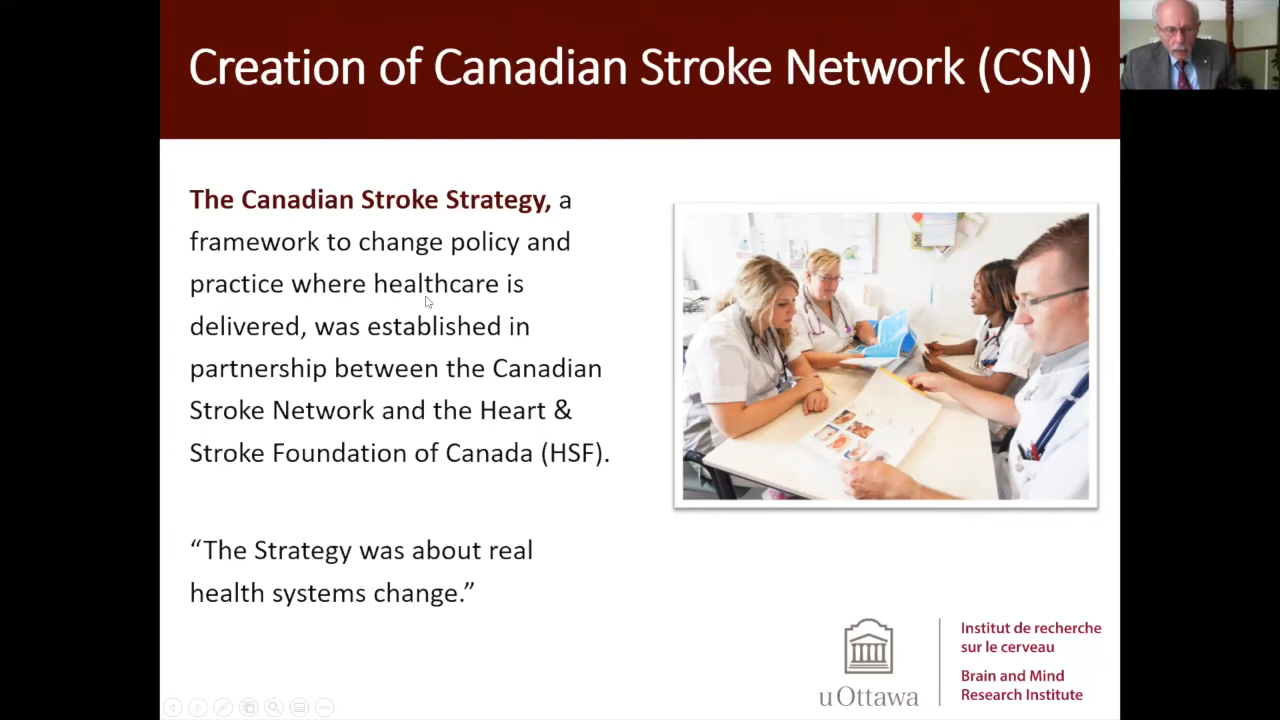 Creation of Canadian Stroke Network (CSN)
The Canadian Stroke Strategy, a
framework to change policy and
practice where healthcare is
delivered, was established in
partnership between the Canadian
Stroke Network and the Heart &
Stroke Foundation of Canada (HSF).
“The Strategy was about real
health systems change.”
uOttawa
Institut de recherche
sur le cerveau
Brain and Mind
Research Institute